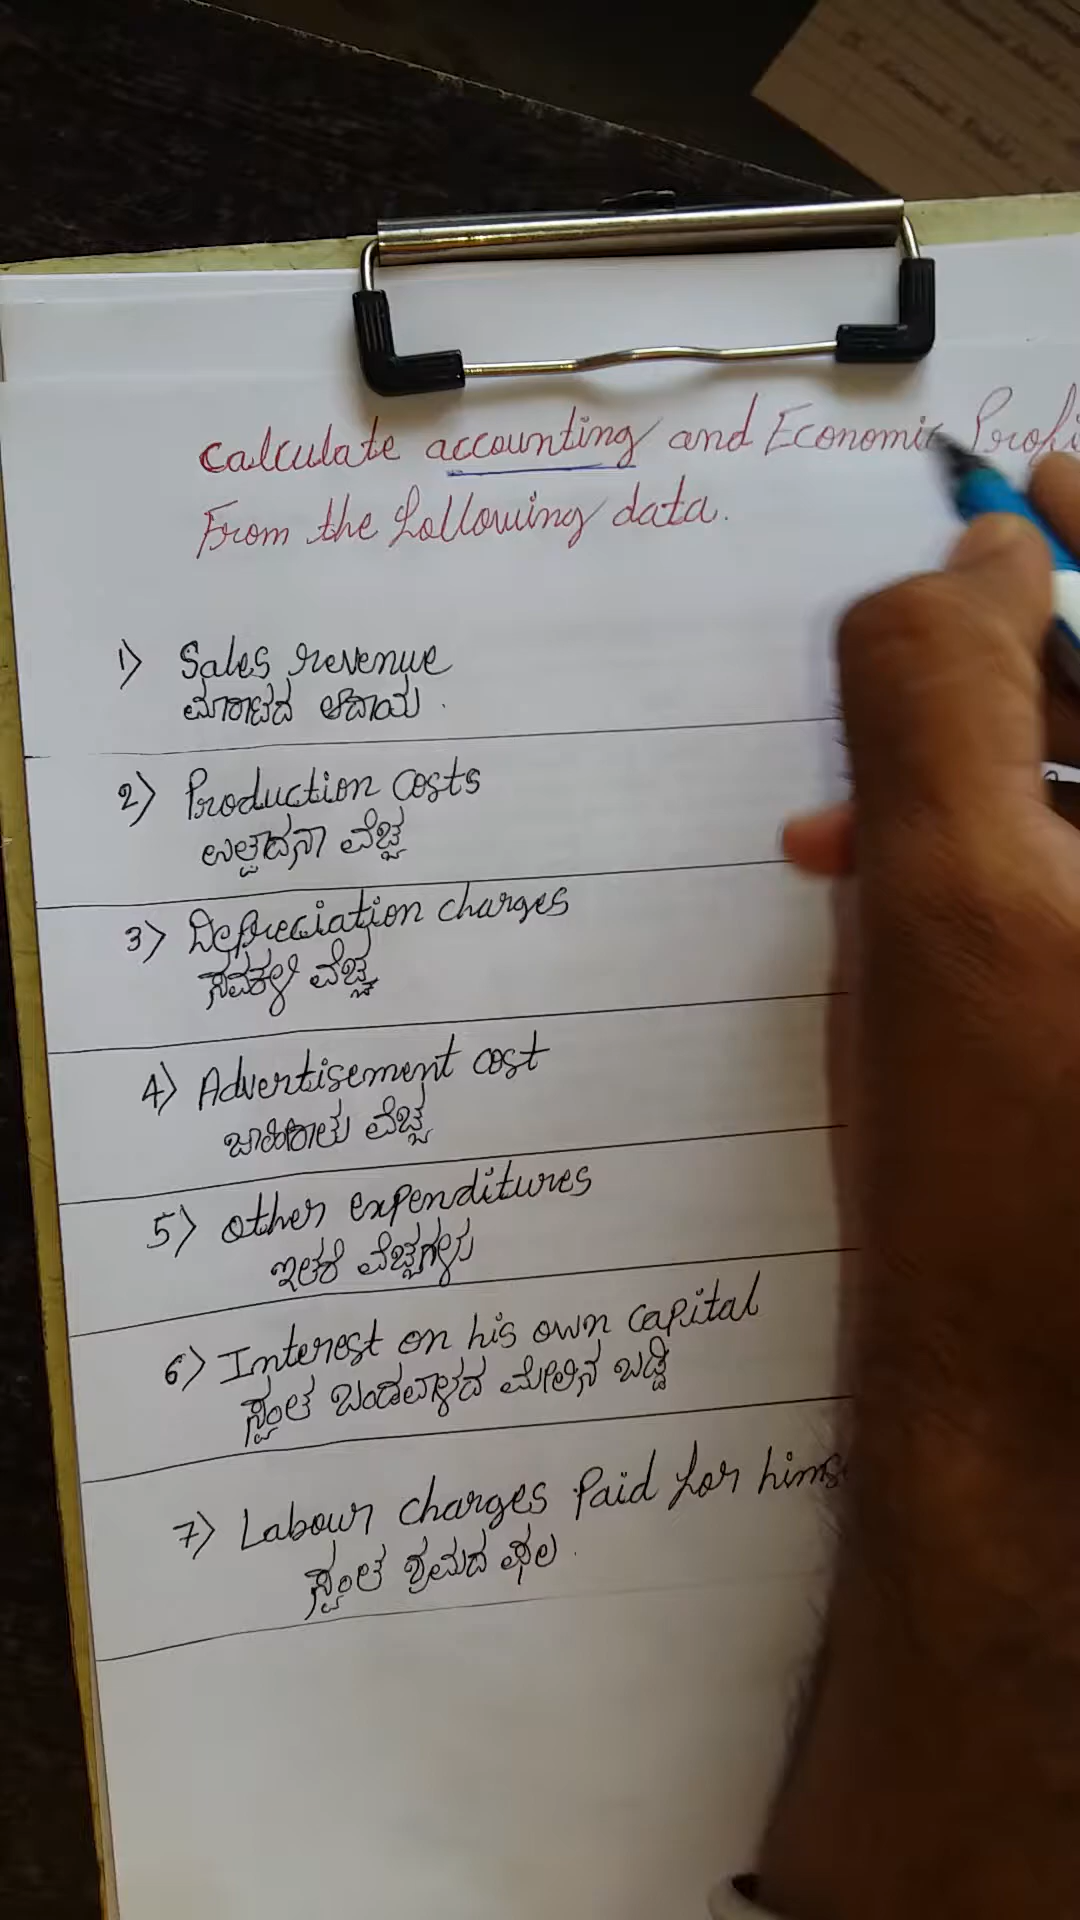 Calculate accounting and Economic Profi
From the following data.
1) Sales revenue
ಮಾರಾಟದ ಆದಾಯ.
2) Production costs
ಉತ್ಪಾದನಾ ವೆಚ್ಚ
3) Depreciation charges
ಸವಕಳಿ ವೆಚ್ಚ
4) Advertisement cost
ಜಾಹಿರಾತು ವೆಚ್ಚ
5) other expenditures
ಇತರೆ ವೆಚ್ಚಗಳು
6) Interest on his own capital
ಸ್ವಂತ ಬಂಡವಾಳದ ಮೇಲಿನ ಬಡ್ಡಿ
7) Labour charges Paid for hims
ಸ್ವಂತ ಶ್ರಮದ ಫಲ.